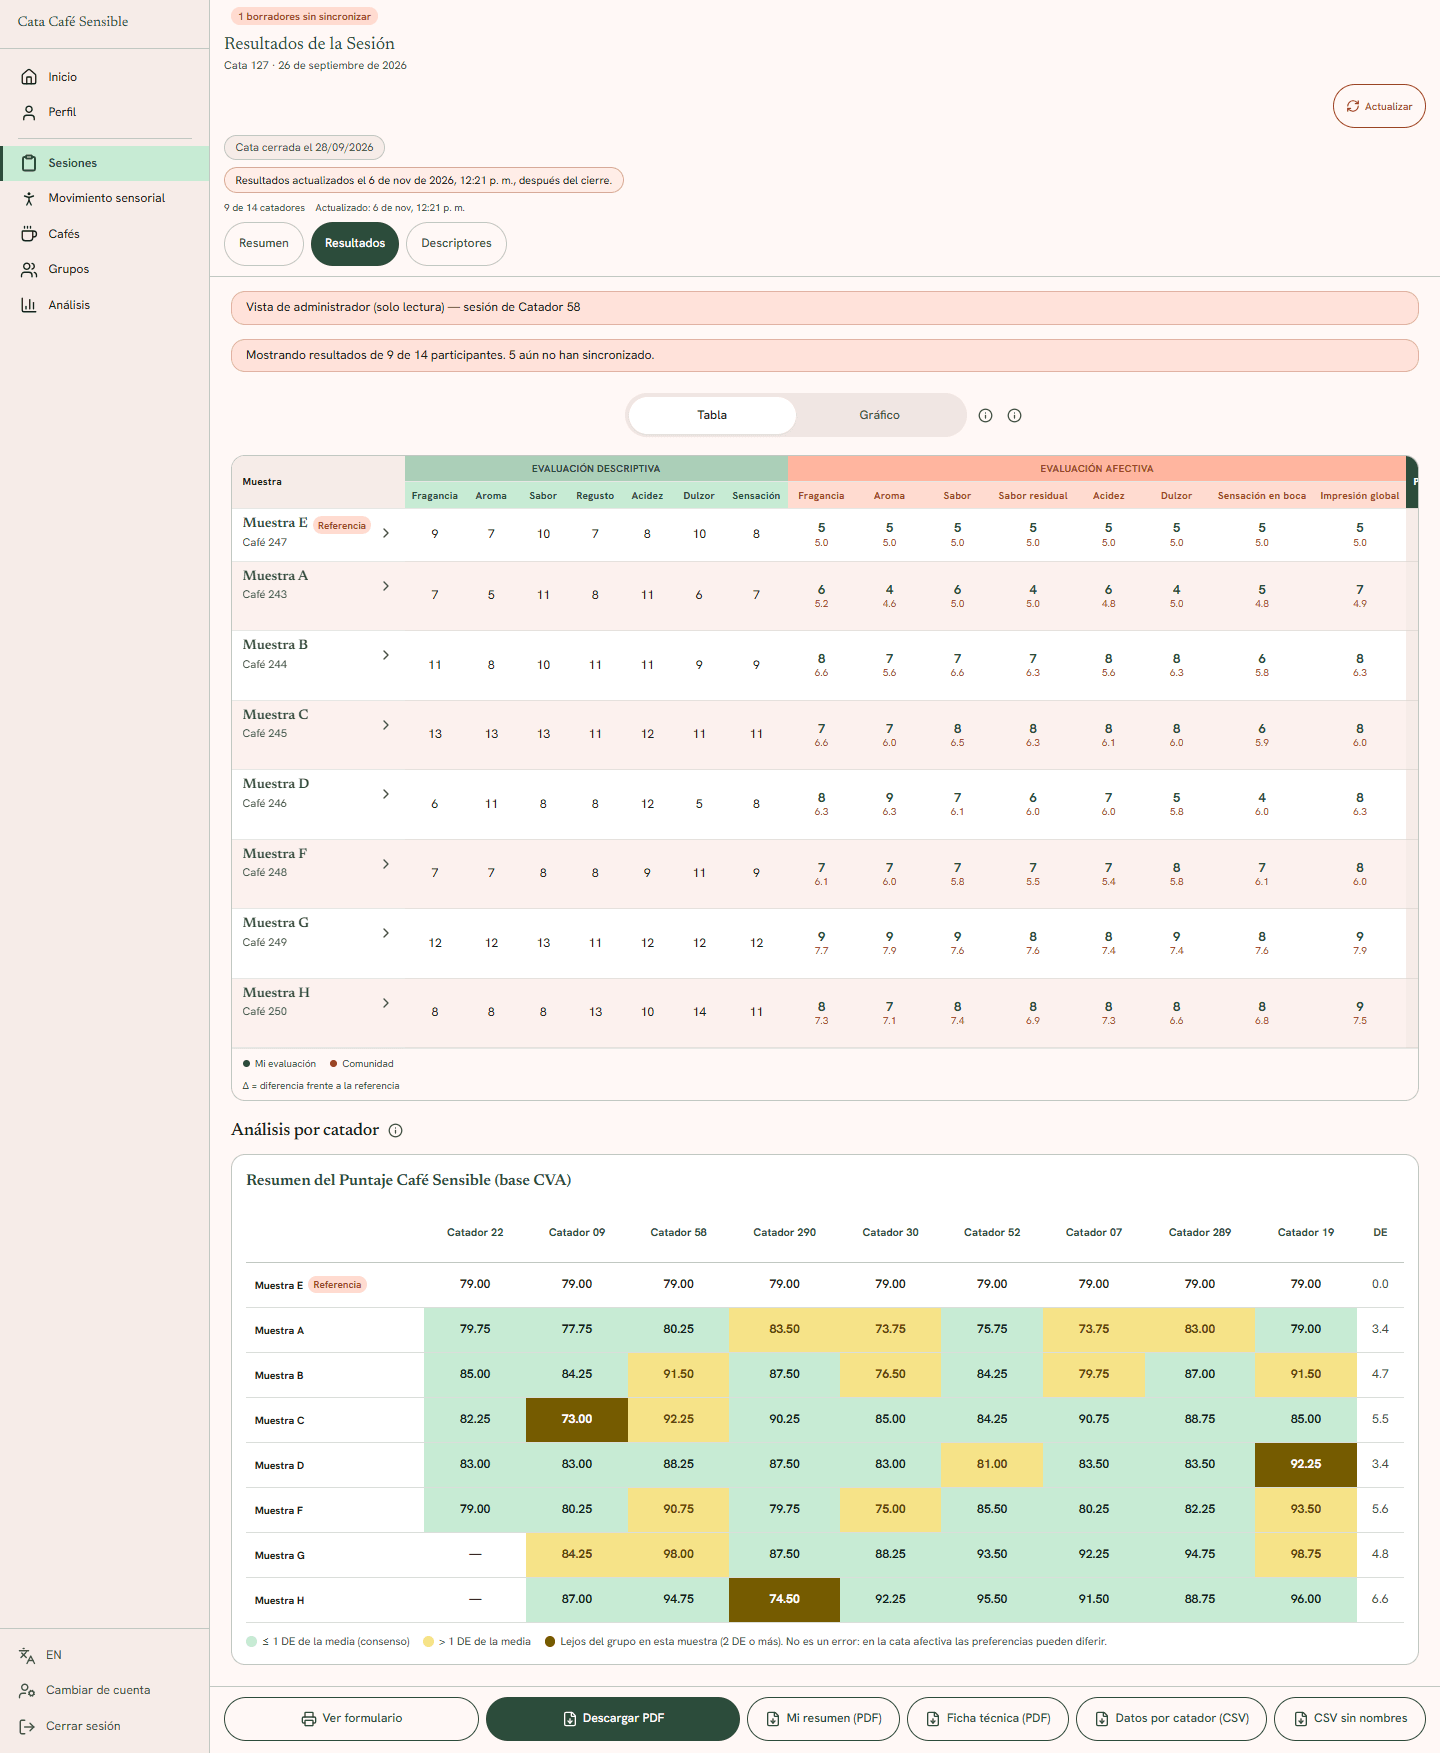 Cata Café Sensible
Inicio
Perfil
Sesiones
Movimiento sensorial
Cafés
Grupos
Análisis
EN
Cambiar de cuenta
Cerrar sesión
1 borradores sin sincronizar
Resultados de la Sesión
Cata 127 · 26 de septiembre de 2026
Actualizar
Cata cerrada el 28/09/2026
Resultados actualizados el 6 de nov de 2026, 12:21 p. m., después del cierre.
9 de 14 catadores Actualizado: 6 de nov, 12:21 p. m.
Resumen Resultados Descriptores
Vista de administrador (solo lectura) — sesión de Catador 58
Mostrando resultados de 9 de 14 participantes. 5 aún no han sincronizado.
Tabla Gráfico
Muestra EVALUACIÓN DESCRIPTIVA EVALUACIÓN AFECTIVA P
Fragancia Aroma Sabor Regusto Acidez Dulzor Sensación Fragancia Aroma Sabor Sabor residual Acidez Dulzor Sensación en boca Impresión global
Muestra E Referencia
Café 247
9 7 10 7 8 10 8 5 5 5 5 5 5 5 5
5.0 5.0 5.0 5.0 5.0 5.0 5.0 5.0
Muestra A
Café 243
7 5 11 8 11 6 7 6 4 6 4 6 4 5 7
5.2 4.6 5.0 5.0 4.8 5.0 4.8 4.9
Muestra B
Café 244
11 8 10 11 11 9 9 8 7 7 7 8 8 6 8
6.6 5.6 6.6 6.3 5.6 6.3 5.8 6.3
Muestra C
Café 245
13 13 13 11 12 11 11 7 7 8 8 8 8 6 8
6.6 6.0 6.5 6.3 6.1 6.0 5.9 6.0
Muestra D
Café 246
6 11 8 8 12 5 8 8 9 7 6 7 5 4 8
6.3 6.3 6.1 6.0 6.0 5.8 6.0 6.3
Muestra F
Café 248
7 7 8 8 9 11 9 7 7 7 7 7 8 7 8
6.1 6.0 5.8 5.5 5.4 5.8 6.1 6.0
Muestra G
Café 249
12 12 13 11 12 12 12 9 9 9 8 8 9 8 9
7.7 7.9 7.6 7.6 7.4 7.4 7.6 7.9
Muestra H
Café 250
8 8 8 13 10 14 11 8 7 8 8 8 8 8 9
7.3 7.1 7.4 6.9 7.3 6.6 6.8 7.5
Mi evaluación Comunidad
Δ = diferencia frente a la referencia
Análisis por catador
Resumen del Puntaje Café Sensible (base CVA)
Catador 22 Catador 09 Catador 58 Catador 290 Catador 30 Catador 52 Catador 07 Catador 289 Catador 19 DE
Muestra E Referencia 79.00 79.00 79.00 79.00 79.00 79.00 79.00 79.00 79.00 0.0
Muestra A 79.75 77.75 80.25 83.50 73.75 75.75 73.75 83.00 79.00 3.4
Muestra B 85.00 84.25 91.50 87.50 76.50 84.25 79.75 87.00 91.50 4.7
Muestra C 82.25 73.00 92.25 90.25 85.00 84.25 90.75 88.75 85.00 5.5
Muestra D 83.00 83.00 88.25 87.50 83.00 81.00 83.50 83.50 92.25 3.4
Muestra F 79.00 80.25 90.75 79.75 75.00 85.50 80.25 82.25 93.50 5.6
Muestra G — 84.25 98.00 87.50 88.25 93.50 92.25 94.75 98.75 4.8
Muestra H — 87.00 94.75 74.50 92.25 95.50 91.50 88.75 96.00 6.6
≤ 1 DE de la media (consenso) > 1 DE de la media Lejos del grupo en esta muestra (2 DE o más). No es un error: en la cata afectiva las preferencias pueden diferir.
Ver formulario Descargar PDF Mi resumen (PDF) Ficha técnica (PDF) Datos por catador (CSV) CSV sin nombres